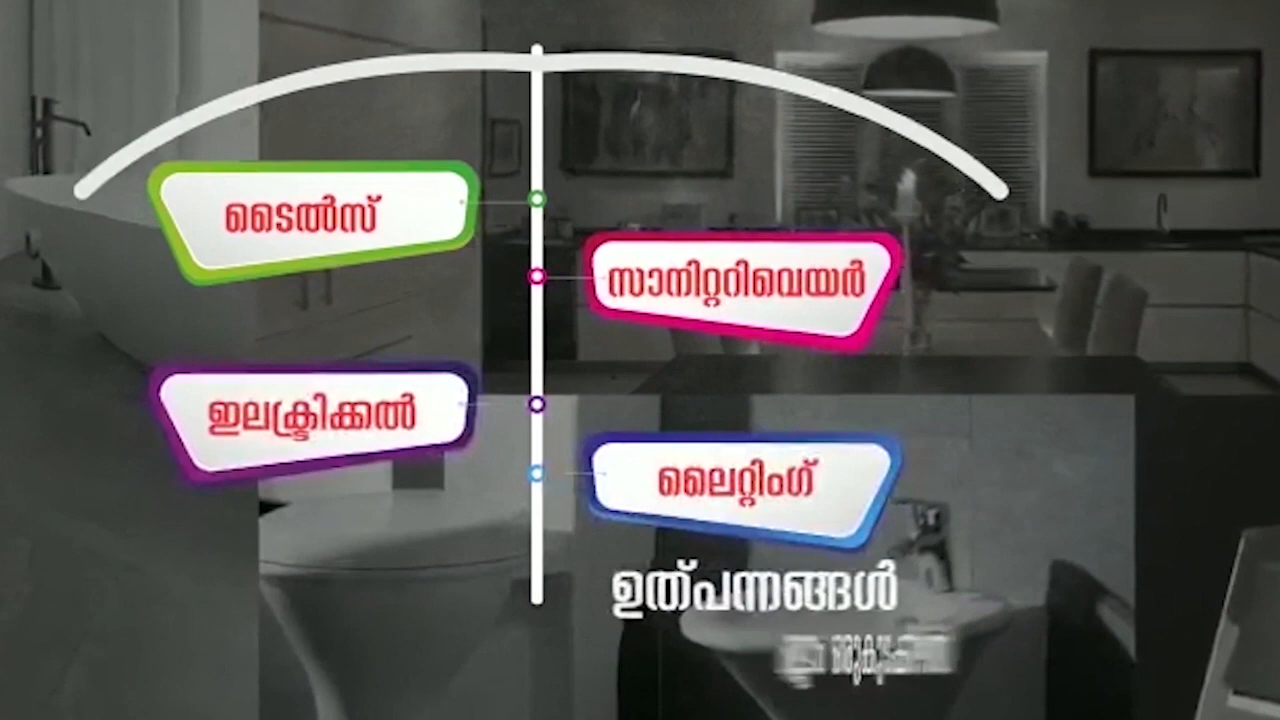 ടൈൽസ്
സാനിറ്ററിവെയർ
ഇലക്ട്രിക്കൽ
ലൈറ്റിംഗ്
ഉത്പന്നങ്ങൾ